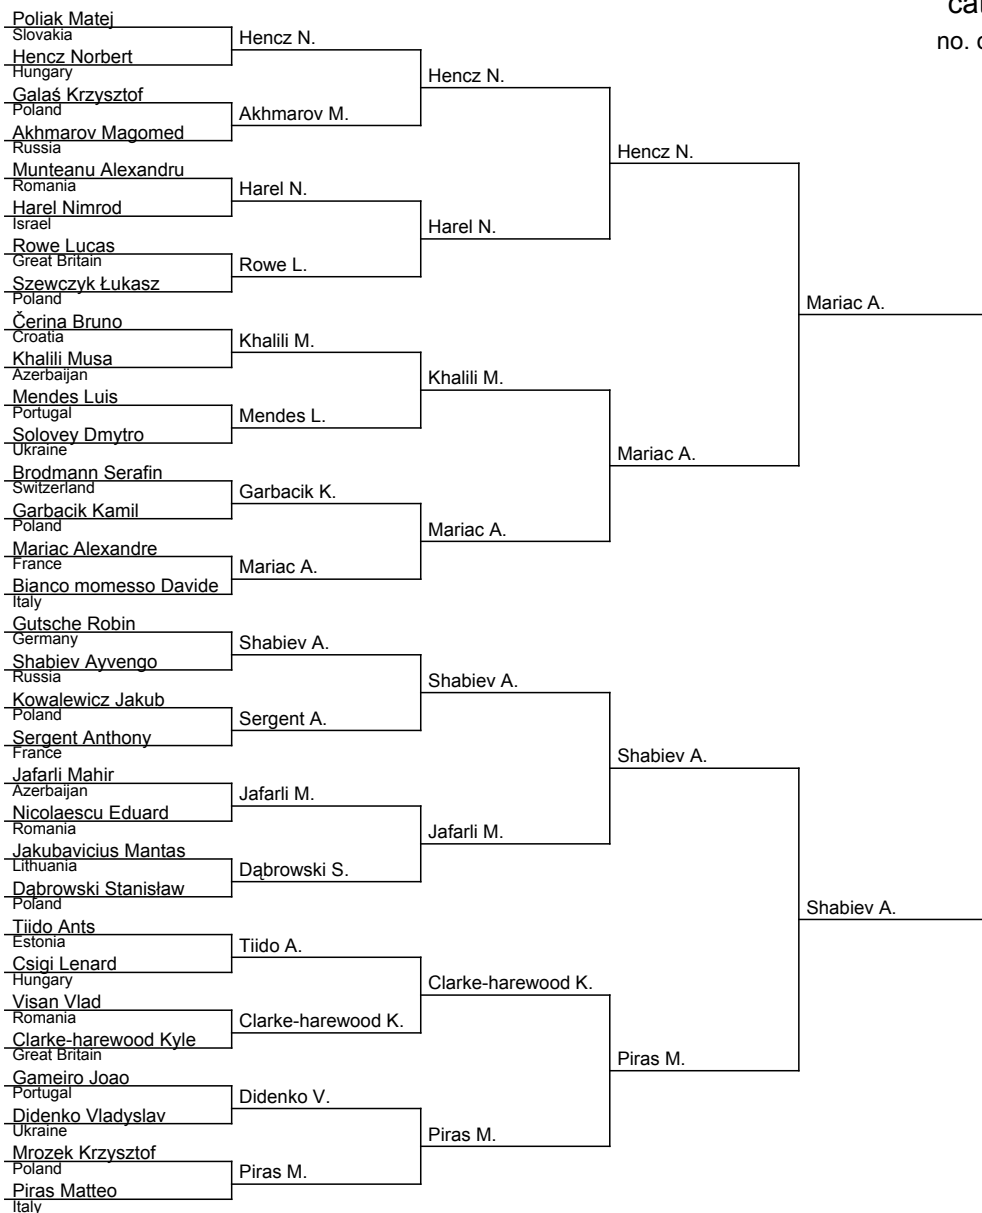 Poliak Matej
Slovakia
Hencz Norbert
Hungary
Galaś Krzysztof
Poland
Akhmarov Magomed
Russia
Munteanu Alexandru
Romania
Harel Nimrod
Israel
Rowe Lucas
Great Britain
Szewczyk Łukasz
Poland
Čerina Bruno
Croatia
Khalili Musa
Azerbaijan
Mendes Luis
Portugal
Solovey Dmytro
Ukraine
Brodmann Serafin
Switzerland
Garbacik Kamil
Poland
Mariac Alexandre
France
Bianco momesso Davide
Italy
Gutsche Robin
Germany
Shabiev Ayvengo
Russia
Kowalewicz Jakub
Poland
Sergent Anthony
France
Jafarli Mahir
Azerbaijan
Nicolaescu Eduard
Romania
Jakubavicius Mantas
Lithuania
Dąbrowski Stanisław
Poland
Tiido Ants
Estonia
Csigi Lenard
Hungary
Visan Vlad
Romania
Clarke-harewood Kyle
Great Britain
Gameiro Joao
Portugal
Didenko Vladyslav
Ukraine
Mrozek Krzysztof
Poland
Piras Matteo
Italy
Hencz N.
Akhmarov M.
Harel N.
Rowe L.
Khalili M.
Mendes L.
Garbacik K.
Mariac A.
Shabiev A.
Sergent A.
Jafarli M.
Dąbrowski S.
Tiido A.
Clarke-harewood K.
Didenko V.
Piras M.
Hencz N.
Harel N.
Khalili M.
Mariac A.
Shabiev A.
Jafarli M.
Clarke-harewood K.
Piras M.
Hencz N.
Mariac A.
Shabiev A.
Piras M.
Mariac A.
Shabiev A.
no.